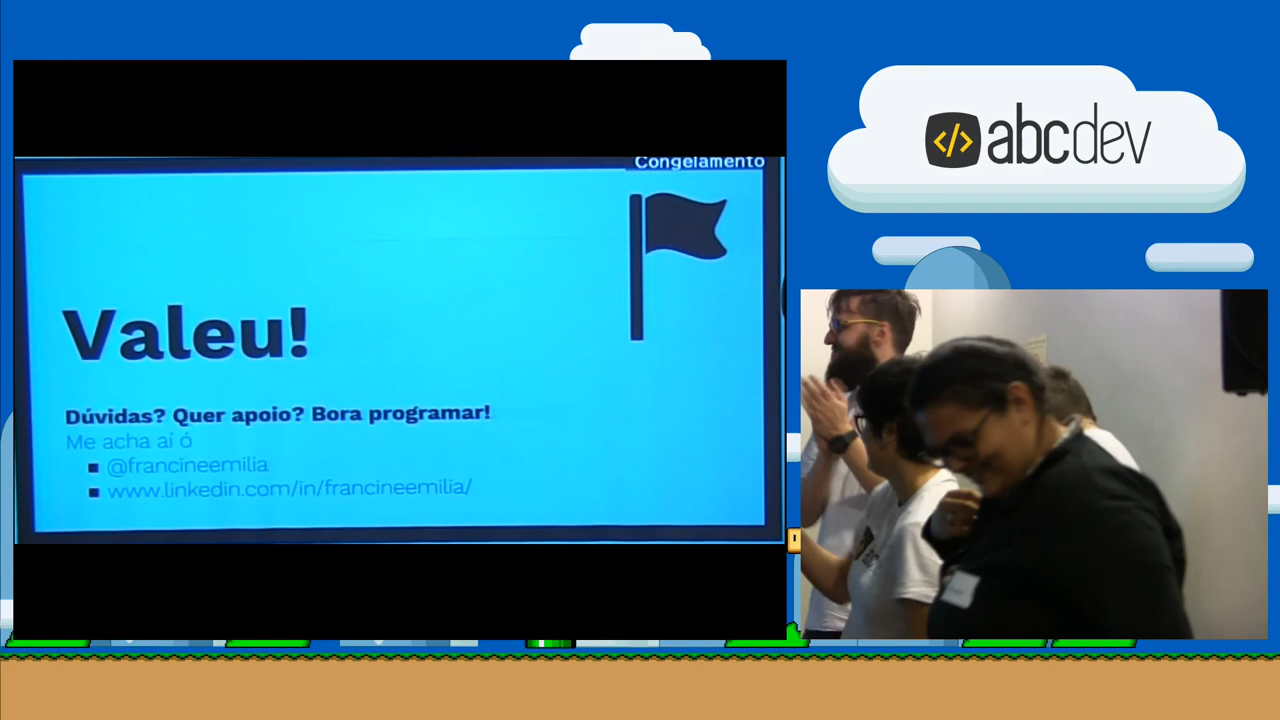 Congelamento
Valeu!
Dúvidas? Quer apoio? Bora programar!
Me acha aí ó
@francineemilia
www.linkedin.com/in/francineemilia/
</> abcdev